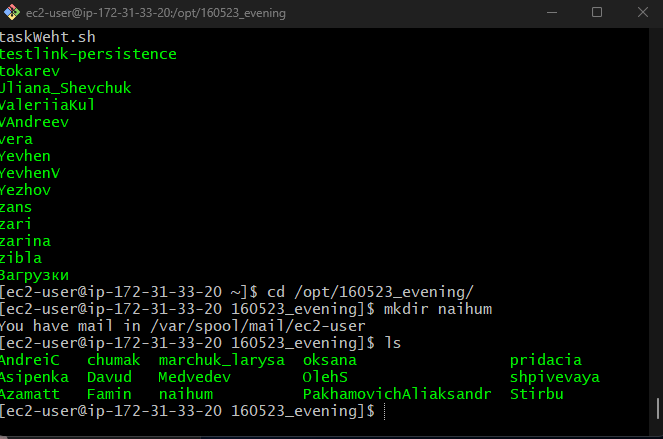 ec2-user@ip-172-31-33-20:/opt/160523_evening
taskWeht.sh
testlink-persistence
tokarev
Uliana_Shevchuk
ValeriiaKul
VAndreev
vera
Yevhen
YevhenV
Yezhov
zans
zari
zarina
zibla
Загрузки
[ec2-user@ip-172-31-33-20 ~]$ cd /opt/160523_evening/
[ec2-user@ip-172-31-33-20 160523_evening]$ mkdir naihum
You have mail in /var/spool/mail/ec2-user
[ec2-user@ip-172-31-33-20 160523_evening]$ ls
AndreiC chumak marchuk_larysa oksana pridacia
Asipenka Davud Medvedev OlehS shpivevaya
Azamatt Famin naihum PakhamovichAliaksandr Stirbu
[ec2-user@ip-172-31-33-20 160523_evening]$